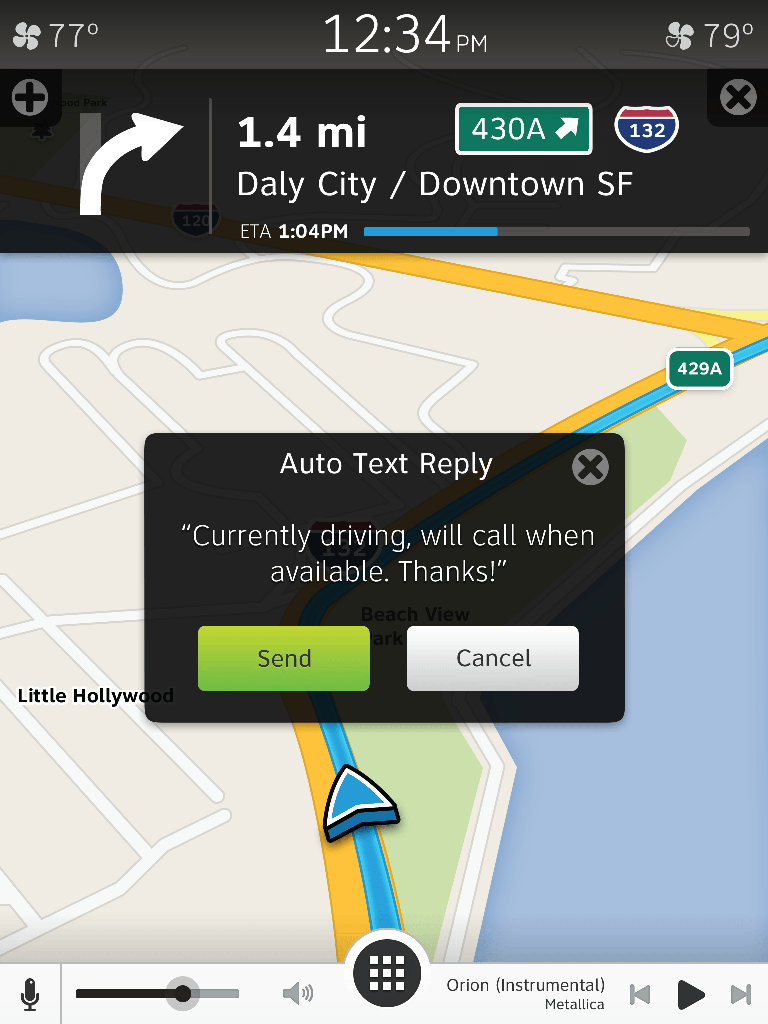 77°
12:34 PM
79°
ood Park
1.4 mi
430A
132
Daly City / Downtown SF
120
ETA 1:04PM
429A
Auto Text Reply
“Currently driving, will call when
available. Thanks!”
132
Beach View
ark
Send
Cancel
Little Hollywood
Orion (Instrumental)
Metallica